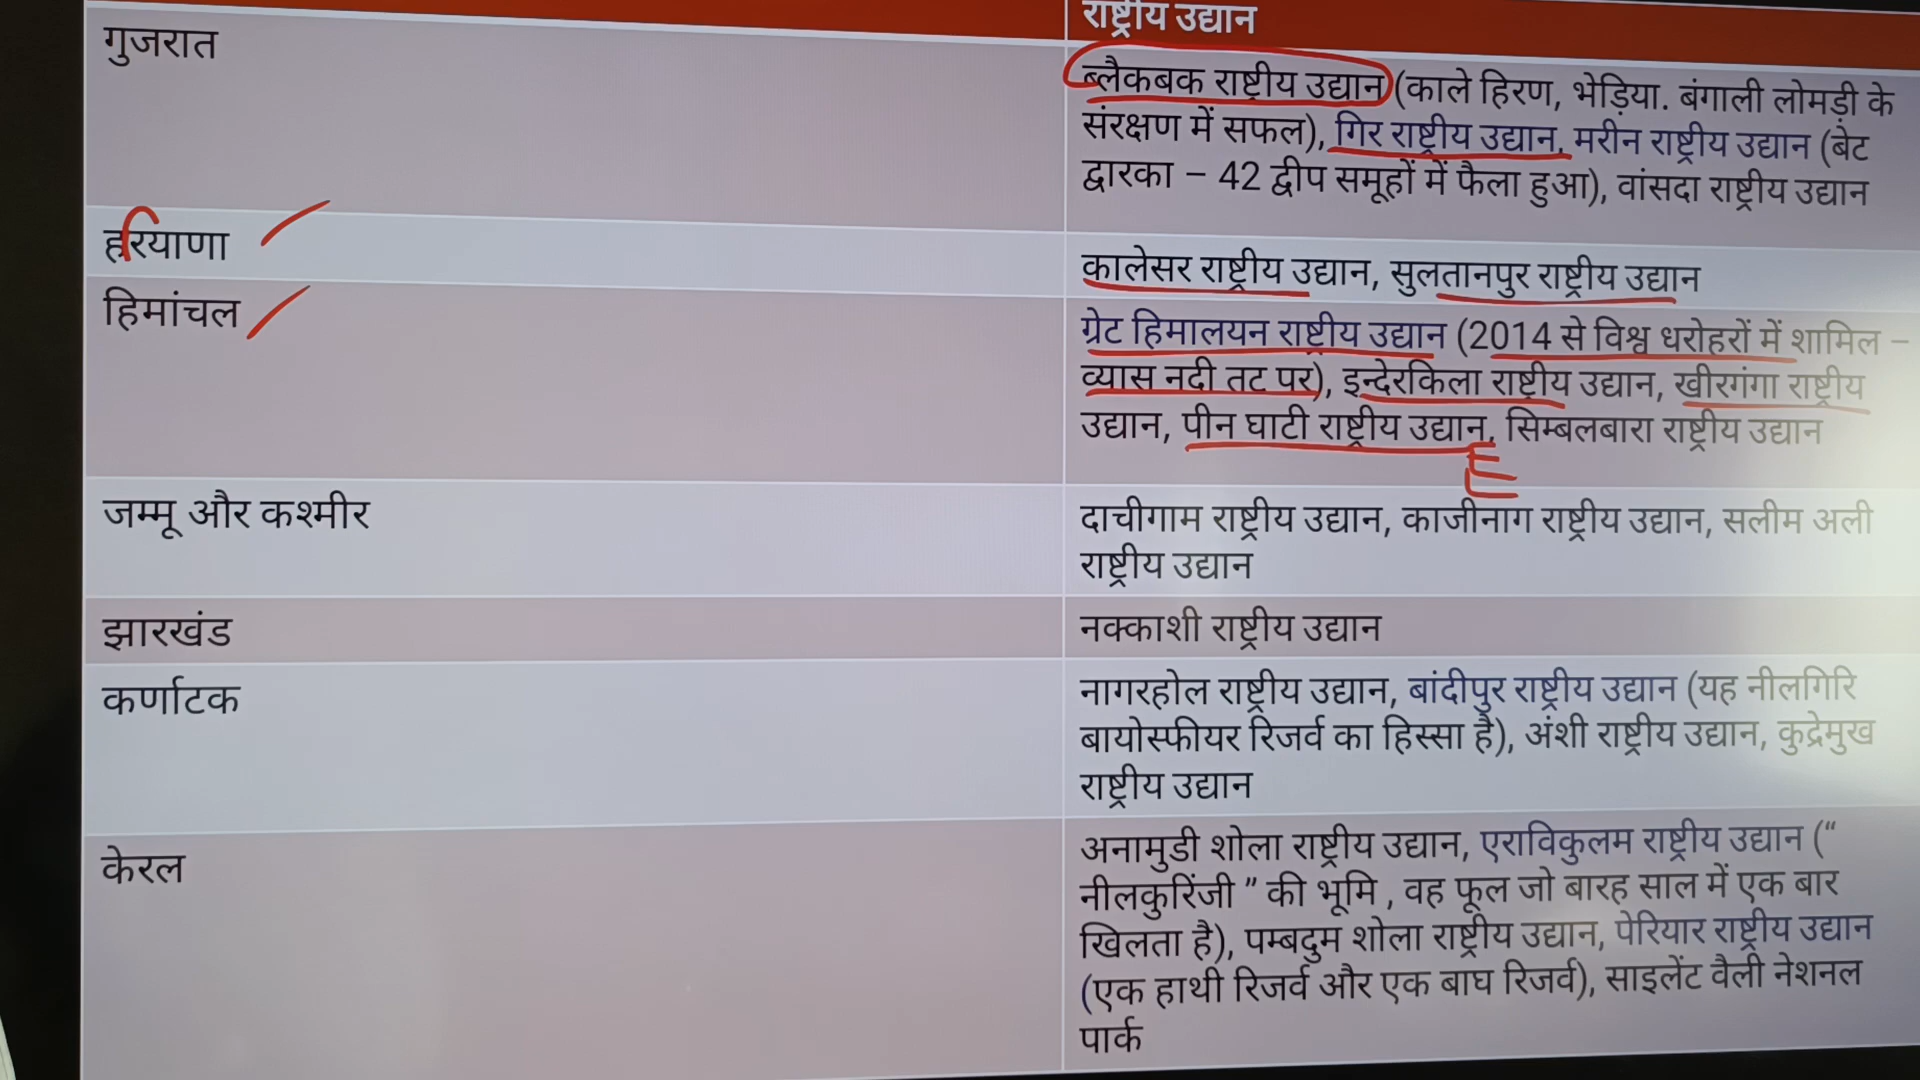 राष्ट्रीय उद्यान
गुजरात
ब्लैकबक राष्ट्रीय उद्यान (काले हिरण, भेड़िया. बंगाली लोमड़ी के
संरक्षण में सफल), गिर राष्ट्रीय उद्यान, मरीन राष्ट्रीय उद्यान (बेट
द्वारका – 42 द्वीप समूहों में फैला हुआ), वांसदा राष्ट्रीय उद्यान
हरियाणा
कालेसर राष्ट्रीय उद्यान, सुलतानपुर राष्ट्रीय उद्यान
हिमांचल
ग्रेट हिमालयन राष्ट्रीय उद्यान (2014 से विश्व धरोहरों में शामिल –
व्यास नदी तट पर), इन्देरकिला राष्ट्रीय उद्यान, खीरगंगा राष्ट्रीय
उद्यान, पीन घाटी राष्ट्रीय उद्यान, सिम्बलबारा राष्ट्रीय उद्यान
जम्मू और कश्मीर
दाचीगाम राष्ट्रीय उद्यान, काजीनाग राष्ट्रीय उद्यान, सलीम अली
राष्ट्रीय उद्यान
झारखंड
नक्काशी राष्ट्रीय उद्यान
कर्णाटक
नागरहोल राष्ट्रीय उद्यान, बांदीपुर राष्ट्रीय उद्यान (यह नीलगिरि
बायोस्फीयर रिजर्व का हिस्सा है), अंशी राष्ट्रीय उद्यान, कुद्रेमुख
राष्ट्रीय उद्यान
केरल
अनामुडी शोला राष्ट्रीय उद्यान, एराविकुलम राष्ट्रीय उद्यान (“
नीलकुरिंजी ” की भूमि , वह फूल जो बारह साल में एक बार
खिलता है), पम्बदुम शोला राष्ट्रीय उद्यान, पेरियार राष्ट्रीय उद्यान
(एक हाथी रिजर्व और एक बाघ रिजर्व), साइलेंट वैली नेशनल
पार्क